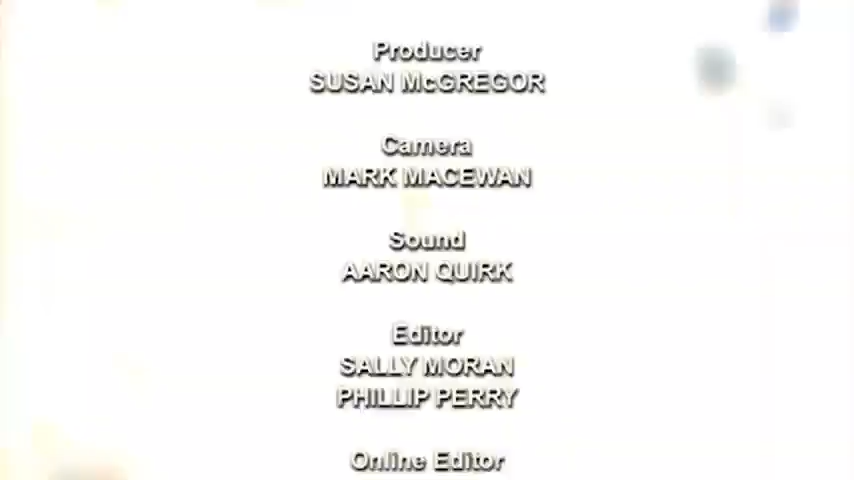 Producer
SUSAN McGREGOR
Camera
MARK MACEWAN
Sound
AARON QUIRK
Editor
SALLY MORAN
PHILLIP PERRY
Online Editor